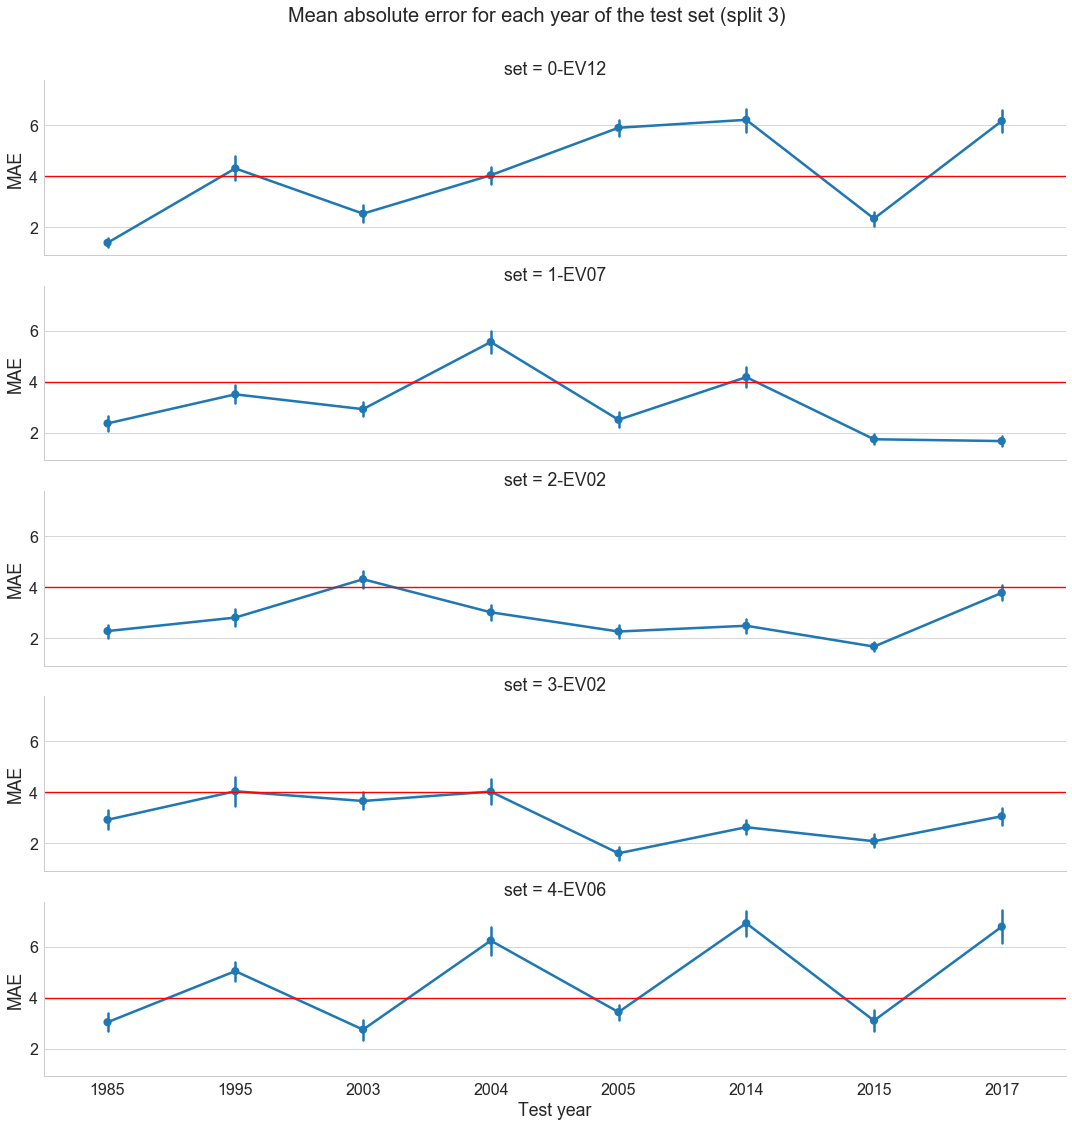 Mean absolute error for each year of the test set (split 3)
set = 0-EV12
MAE
6
4
2
set = 1-EV07
MAE
6
4
2
set = 2-EV02
MAE
6
4
2
set = 3-EV02
MAE
6
4
2
set = 4-EV06
MAE
6
4
2
1985 1995 2003 2004 2005 2014 2015 2017
Test year